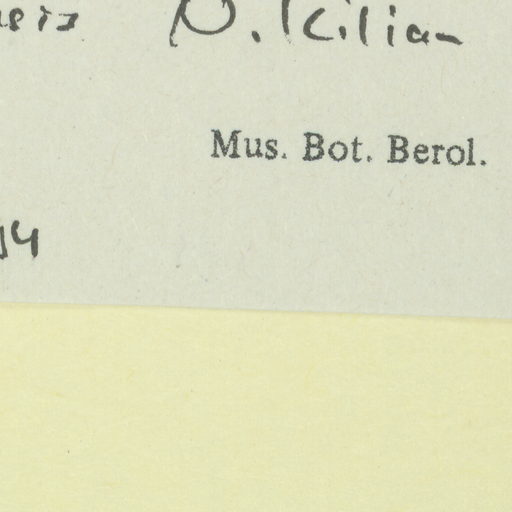 N. Kilian
Mus. Bot. Berol.